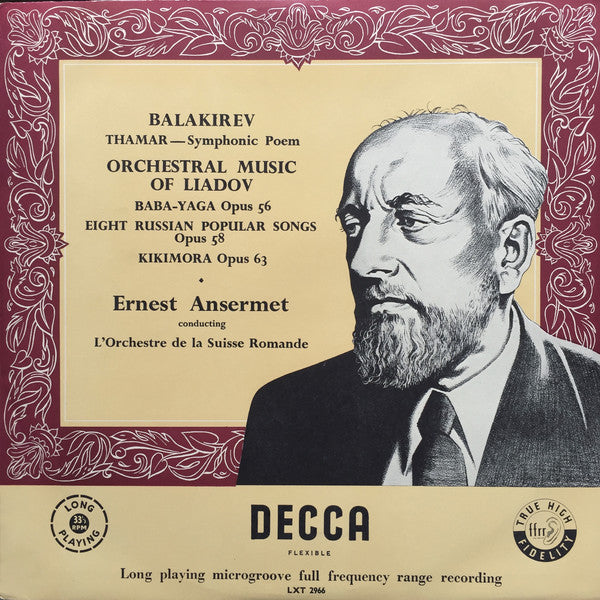 BALAKIREV
THAMAR — Symphonic Poem
ORCHESTRAL MUSIC
OF LIADOV
BABA-YAGA Opus 56
EIGHT RUSSIAN POPULAR SONGS
Opus 58
KIKIMORA Opus 63
Ernest Ansermet
conducting
L'Orchestre de la Suisse Romande
LONG
33⅓
RPM
PLAYING
DECCA
FLEXIBLE
TRUE HIGH
ffrr
FIDELITY
Long playing microgroove full frequency range recording
LXT 2966